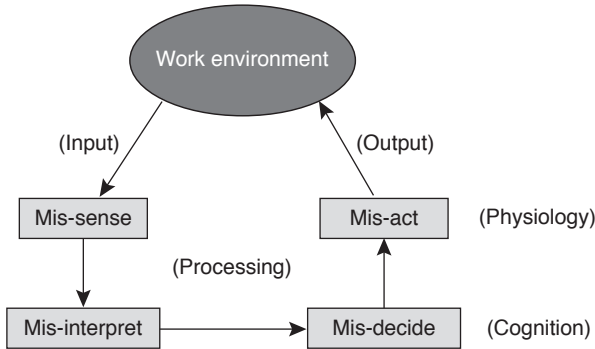 Work environment
(Input)
(Output)
Mis-sense
Mis-act
(Physiology)
(Processing)
Mis-interpret
Mis-decide
(Cognition)